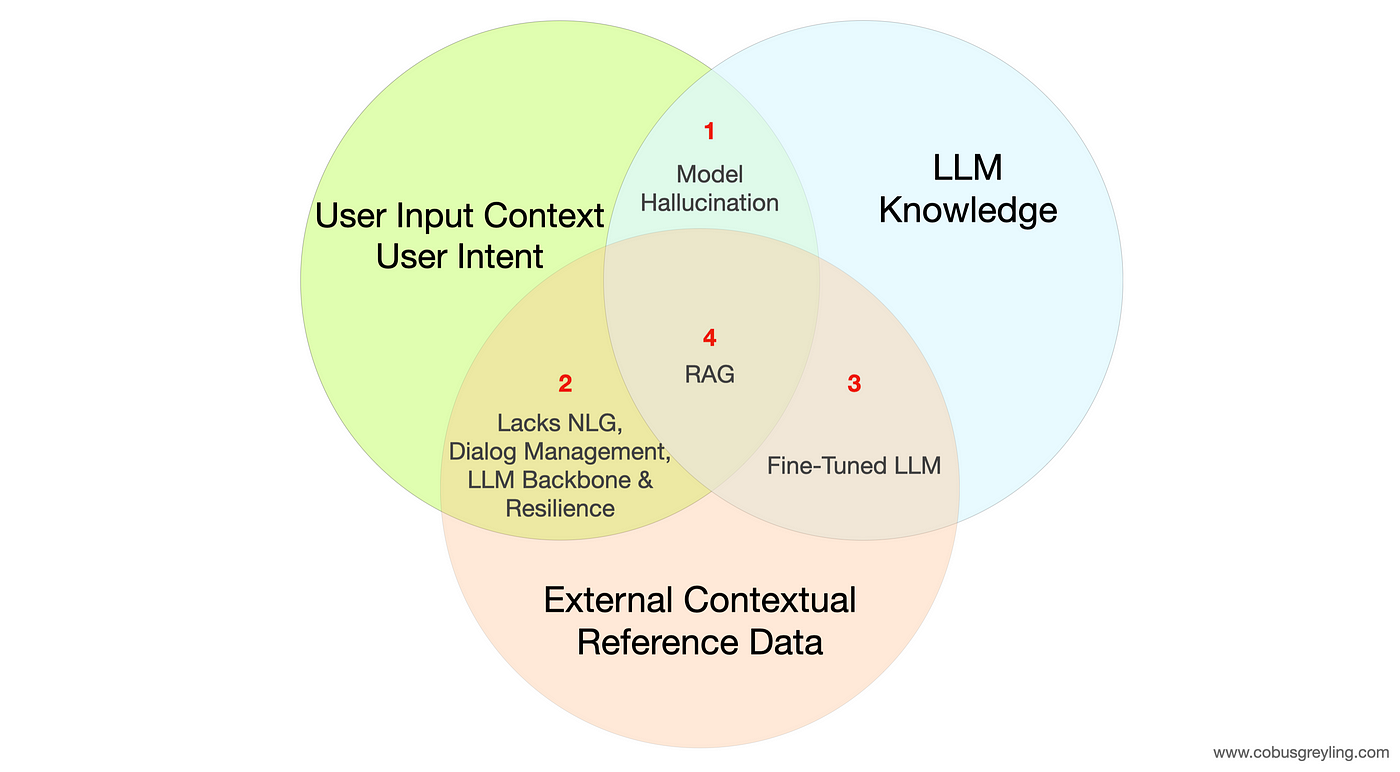 1
Model
Hallucination
LLM
Knowledge
User Input Context
User Intent
4
RAG
2
Lacks NLG,
Dialog Management,
LLM Backbone &
Resilience
3
Fine-Tuned LLM
External Contextual
Reference Data
www.cobusgreyling.com